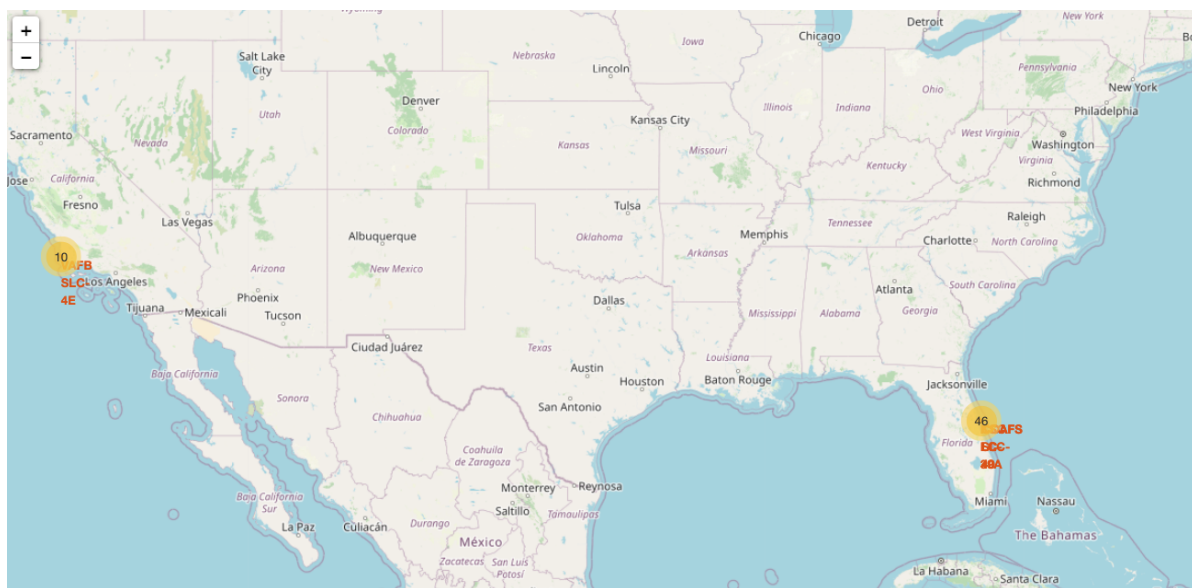 Wyoming
New York
Detroit
Chicago
Iowa
Nebraska
Salt Lake
City
Lincoln
Pennsylvania
New York
Denver
Utah
Illinois
Indiana
Ohio
Philadelphia
Kansas City
Sacramento
Nevada
Colorado
Kansas
Missouri
West Virginia
Washington
Jose
California
Kentucky
Virginia
Richmond
Fresno
Las Vegas
Tulsa
Tennessee
Raleigh
Albuquerque
Oklahoma
Memphis
Charlotte
North Carolina
10
VAFB
Arizona
New Mexico
Arkansas
SLC-
Los Angeles
South Carolina
4E
Phoenix
Atlanta
Dallas
Tijuana
Mexicali
Tucson
Mississippi
Alabama
Georgia
Ciudad Juárez
Texas
Louisiana
Baja California
Austin
Houston
Baton Rouge
Jacksonville
Sonora
San Antonio
Chihuahua
46
Florida
Coahuila
de Zaragoza
Baja California
Sur
Monterrey
Reynosa
Miami
Nassau
Saltillo
Tamaulipas
La Paz
Culiacán
Durango
The Bahamas
México
Zacatecas
San Luis
Potosí
La Habana
Santa Clara